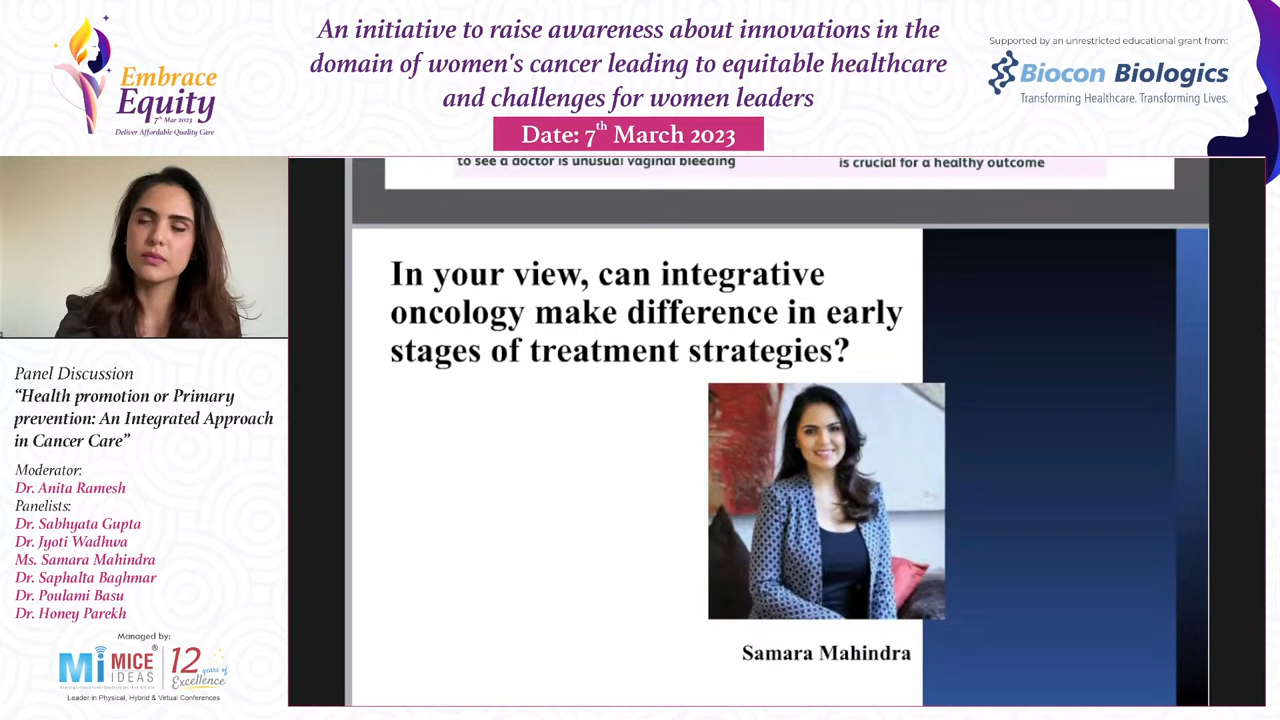 An initiative to raise awareness about innovations in the
domain of women's cancer leading to equitable healthcare
and challenges for women leaders
Date: 7th March 2023
Embrace
Equity
7th Mar 2023
Deliver Affordable Quality Care
Supported by an unrestricted educational grant from:
Biocon Biologics
Transforming Healthcare. Transforming Lives.
to see a doctor is unusual vaginal bleeding
is crucial for a healthy outcome
In your view, can integrative
oncology make difference in early
stages of treatment strategies?
Samara Mahindra
Panel Discussion
“Health promotion or Primary
prevention: An Integrated Approach
in Cancer Care”
Moderator:
Dr. Anita Ramesh
Panelists:
Dr. Sabhyata Gupta
Dr. Jyoti Wadhwa
Ms. Samara Mahindra
Dr. Saphalta Baghmar
Dr. Poulami Basu
Dr. Honey Parekh
Managed by:
Mi MICE IDEAS ®
12 years of Excellence
Leader in Physical, Hybrid & Virtual Conferences